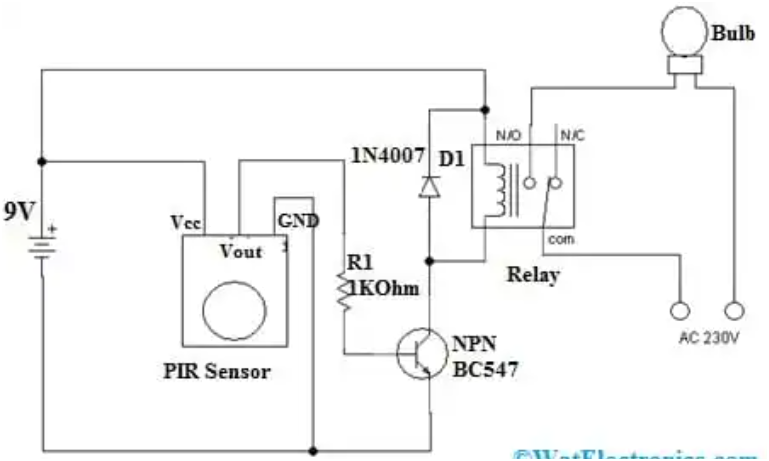 Bulb
N/O
N/C
1N4007
D1
9V
+
Vcc
GND
Vout
com
R1
1KOhm
Relay
AC 230V
NPN
BC547
PIR Sensor
©WatElectronics.com